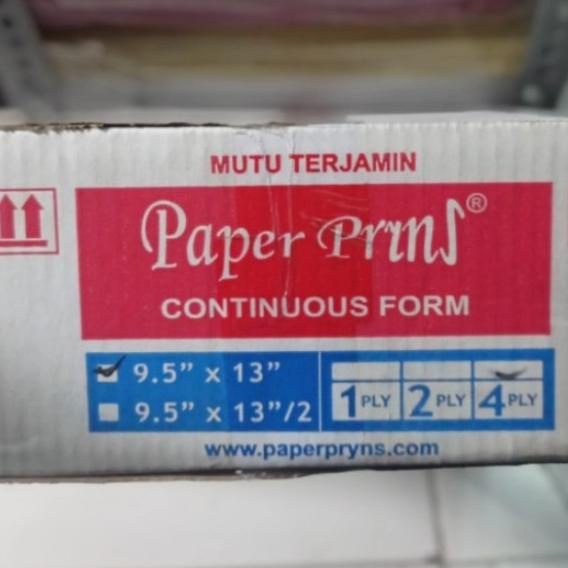 MUTU TERJAMIN
Paper Prıns®
CONTINUOUS FORM
9.5" x 13"
9.5" x 13"/2
1 PLY 2 PLY 4 PLY
www.paperpryns.com